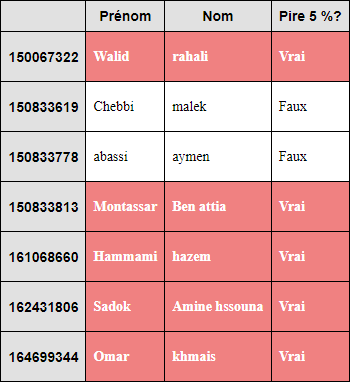 Prénom Nom Pire 5 %?
150067322 Walid rahali Vrai
150833619 Chebbi malek Faux
150833778 abassi aymen Faux
150833813 Montassar Ben attia Vrai
161068660 Hammami hazem Vrai
162431806 Sadok Amine hssouna Vrai
164699344 Omar khmais Vrai